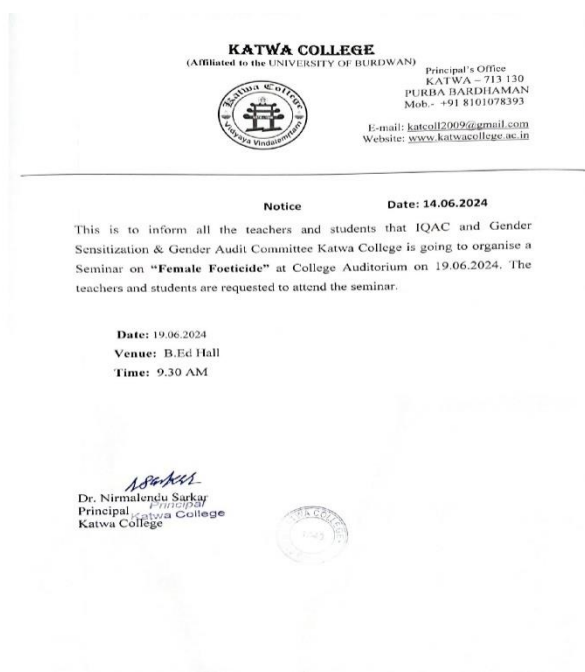 KATWA COLLEGE
(Affiliated to the UNIVERSITY OF BURDWAN)
Principal's Office
KATWA – 713 130
PURBA BARDHAMAN
Mob.- +91 8101078393
E-mail: katcoll2009@gmail.com
Website: www.katwacollege.ac.in
Katwa College
Vidyaya Vindalemrtam
Notice Date: 14.06.2024
This is to inform all the teachers and students that IQAC and Gender
Sensitization & Gender Audit Committee Katwa College is going to organise a
Seminar on “Female Foeticide” at College Auditorium on 19.06.2024. The
teachers and students are requested to attend the seminar.
Date: 19.06.2024
Venue: B.Ed Hall
Time: 9.30 AM
Dr. Nirmalendu Sarkar
Principal
Principal
Katwa College
Katwa College